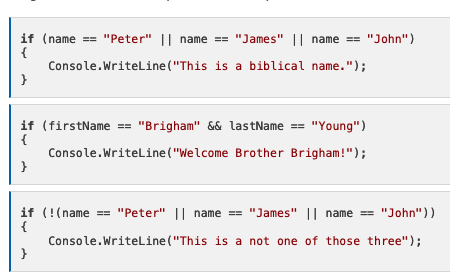 if (name == "Peter" || name == "James" || name == "John")
{
    Console.WriteLine("This is a biblical name.");
}
if (firstName == "Brigham" && lastName == "Young")
{
    Console.WriteLine("Welcome Brother Brigham!");
}
if (!(name == "Peter" || name == "James" || name == "John"))
{
    Console.WriteLine("This is a not one of those three");
}